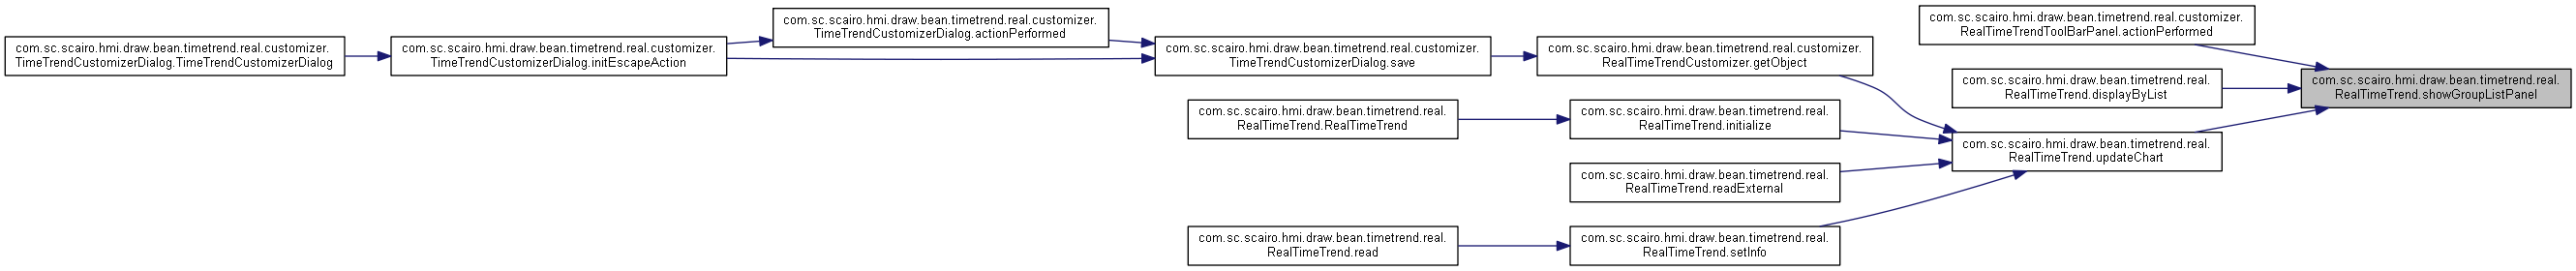 com.sc.scairo.hmi.draw.bean.timetrend.real.customizer.
TimeTrendCustomizerDialog.TimeTrendCustomizerDialog
com.sc.scairo.hmi.draw.bean.timetrend.real.customizer.
TimeTrendCustomizerDialog.initEscapeAction
com.sc.scairo.hmi.draw.bean.timetrend.real.customizer.
TimeTrendCustomizerDialog.actionPerformed
com.sc.scairo.hmi.draw.bean.timetrend.real.customizer.
TimeTrendCustomizerDialog.save
com.sc.scairo.hmi.draw.bean.timetrend.real.customizer.
RealTimeTrendCustomizer.getObject
com.sc.scairo.hmi.draw.bean.timetrend.real.
RealTimeTrend.RealTimeTrend
com.sc.scairo.hmi.draw.bean.timetrend.real.
RealTimeTrend.initialize
com.sc.scairo.hmi.draw.bean.timetrend.real.
RealTimeTrend.readExternal
com.sc.scairo.hmi.draw.bean.timetrend.real.
RealTimeTrend.read
com.sc.scairo.hmi.draw.bean.timetrend.real.
RealTimeTrend.setInfo
com.sc.scairo.hmi.draw.bean.timetrend.real.customizer.
RealTimeTrendToolBarPanel.actionPerformed
com.sc.scairo.hmi.draw.bean.timetrend.real.
RealTimeTrend.displayByList
com.sc.scairo.hmi.draw.bean.timetrend.real.
RealTimeTrend.updateChart
com.sc.scairo.hmi.draw.bean.timetrend.real.
RealTimeTrend.showGroupListPanel